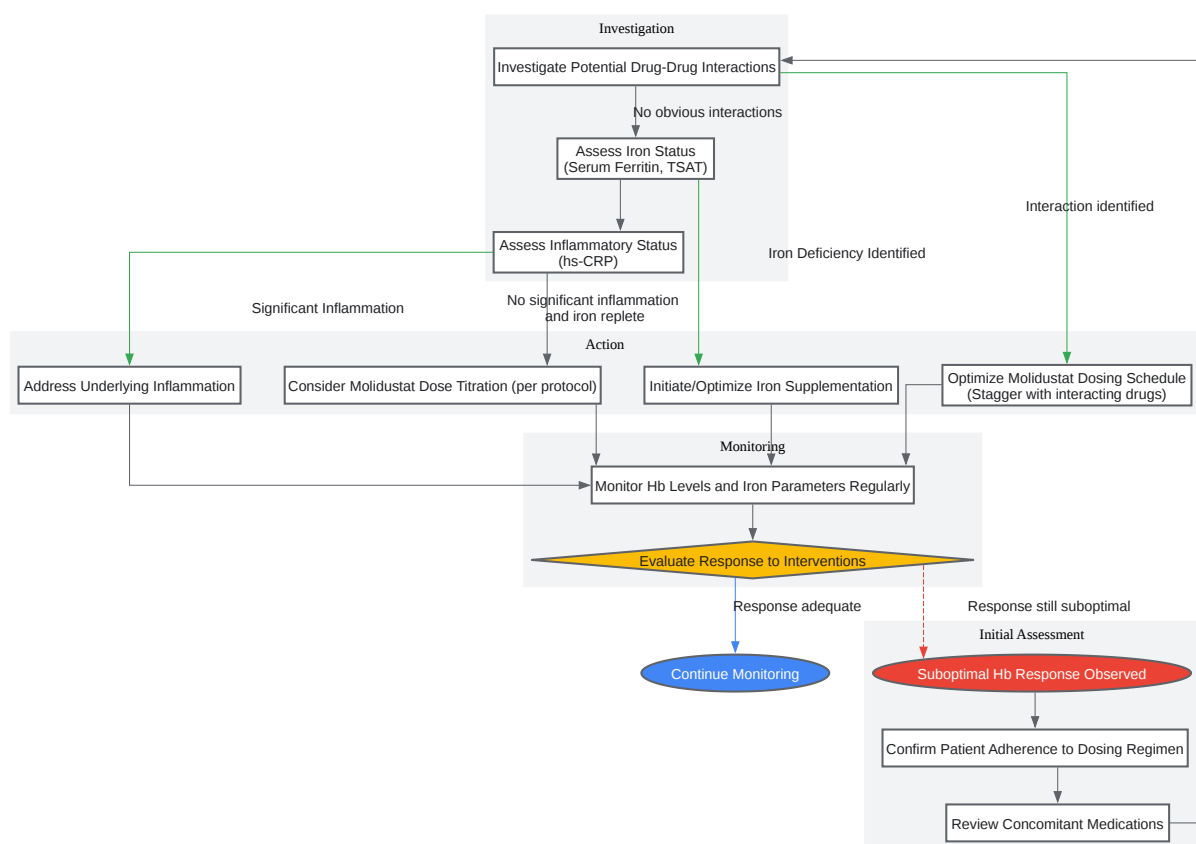 Investigation
Investigate Potential Drug-Drug Interactions
No obvious interactions
Assess Iron Status
(Serum Ferritin, TSAT)
Interaction identified
Assess Inflammatory Status
(hs-CRP)
Iron Deficiency Identified
Significant Inflammation
No significant inflammation
and iron replete
Action
Address Underlying Inflammation
Consider Molidustat Dose Titration (per protocol)
Initiate/Optimize Iron Supplementation
Optimize Molidustat Dosing Schedule
(Stagger with interacting drugs)
Monitoring
Monitor Hb Levels and Iron Parameters Regularly
Evaluate Response to Interventions
Response adequate
Response still suboptimal
Initial Assessment
Continue Monitoring
Suboptimal Hb Response Observed
Confirm Patient Adherence to Dosing Regimen
Review Concomitant Medications